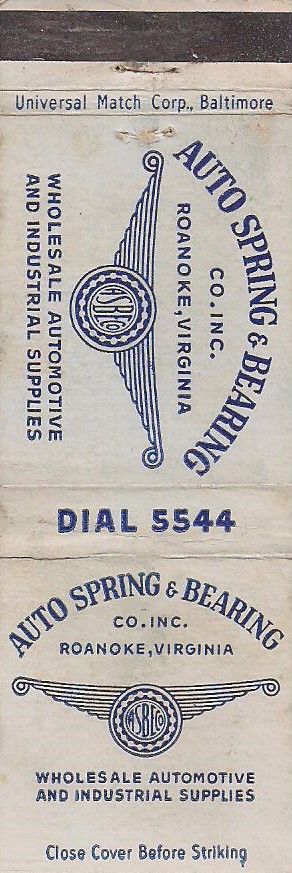 Universal Match Corp., Baltimore
AUTO SPRING & BEARING
CO. INC.
ROANOKE, VIRGINIA
ASBCO
WHOLESALE AUTOMOTIVE
AND INDUSTRIAL SUPPLIES
DIAL 5544
AUTO SPRING & BEARING
CO. INC.
ROANOKE, VIRGINIA
ASBCO
WHOLESALE AUTOMOTIVE
AND INDUSTRIAL SUPPLIES
Close Cover Before Striking